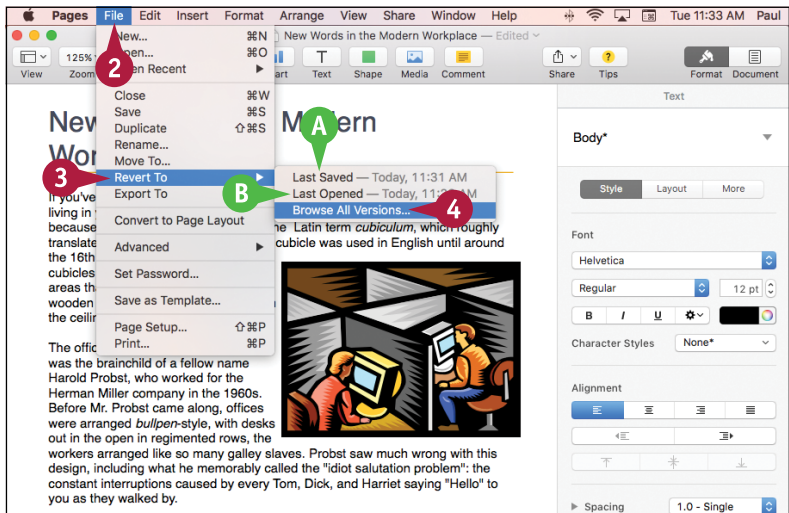 Pages File Edit Insert Format Arrange View Share Window Help Tue 11:33 AM Paul
New Words in the Modern Workplace — Edited
125%
View Zoom Text Shape Media Comment Share Tips Format Document
2
New... ⌘N
⌘O
Recent
Close ⌘W
Save ⌘S
Duplicate ⇧⌘S
Rename...
Move To...
3
Revert To
Export To
Convert to Page Layout
Advanced
Set Password...
Save as Template...
Page Setup... ⇧⌘P
Print... ⌘P
A
Last Saved — Today, 11:31 AM
B
Last Opened — Today, AM
Browse All Versions...
4
New
If you've
living in
because Latin term cubiculum, which roughly
translate cubicle was used in English until around
the 16th
cubicles
areas
wooden
the
The
was the brainchild of a fellow name
Harold Probst, who worked for the
Herman Miller company in the 1960s.
Before Mr. Probst came along, offices
were arranged bullpen-style, with desks
out in the open in regimented rows, the
workers arranged like so many galley slaves. Probst saw much wrong with this
design, including what he memorably called the "idiot salutation problem": the
constant interruptions caused by every Tom, Dick, and Harriet saying "Hello" to
you as they walked by.
Text
Body*
Style Layout More
Font
Helvetica
Regular 12 pt
B I U
Character Styles None*
Alignment
Spacing 1.0 - Single